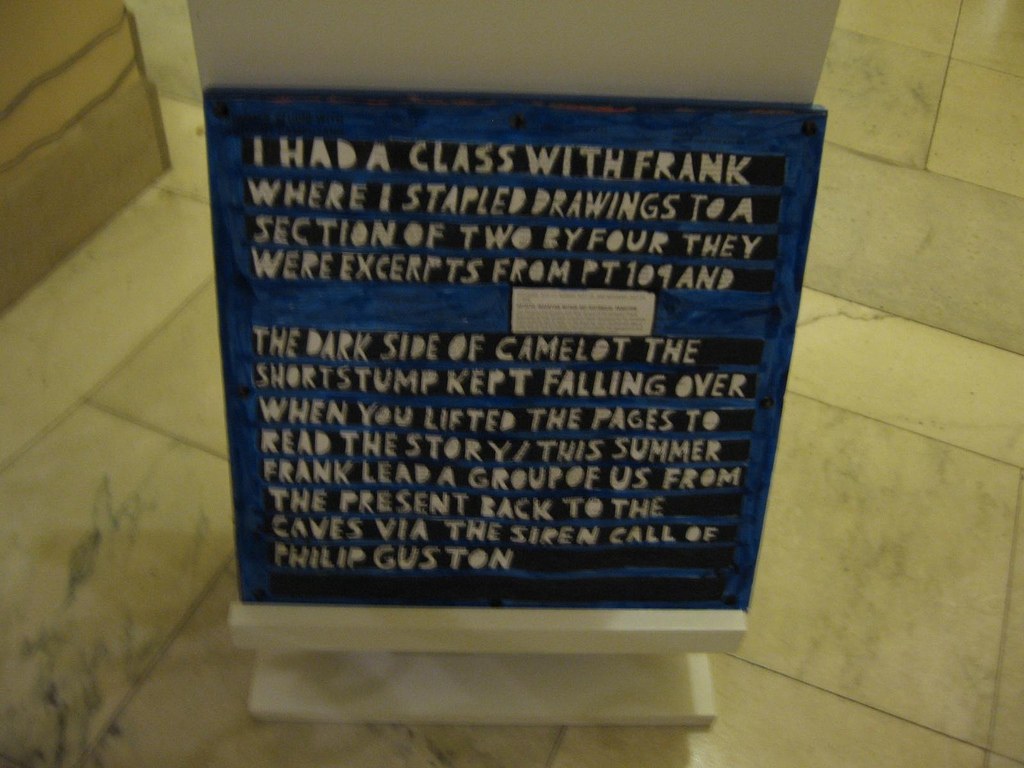 I HAD A CLASS WITH FRANK
WHERE I STAPLED DRAWINGS TO A
SECTION OF TWO BY FOUR THEY
WERE EXCERPTS FROM PT 109 AND
THE DARK SIDE OF CAMELOT THE
SHORT STUMP KEPT FALLING OVER
WHEN YOU LIFTED THE PAGES TO
READ THE STORY/THIS SUMMER
FRANK LEAD A GROUP OF US FROM
THE PRESENT BACK TO THE
CAVES VIA THE SIREN CALL OF
PHILIP GUSTON